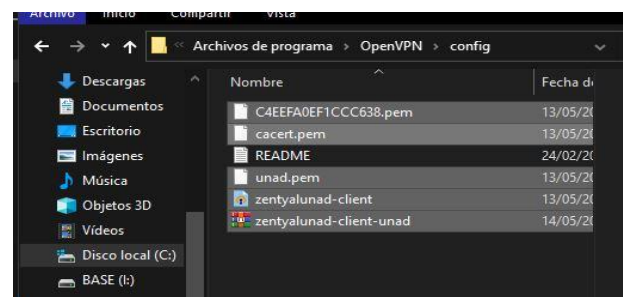 Archivo Inicio Compartir Vista
Archivos de programa > OpenVPN > config
Descargas
Documentos
Escritorio
Imágenes
Música
Objetos 3D
Vídeos
Disco local (C:)
BASE (I:)
Nombre Fecha de
C4EEFA0EF1CCC638.pem 13/05/20
cacert.pem 13/05/20
README 24/02/20
unad.pem 13/05/20
zentyalunad-client 13/05/20
zentyalunad-client-unad 14/05/20